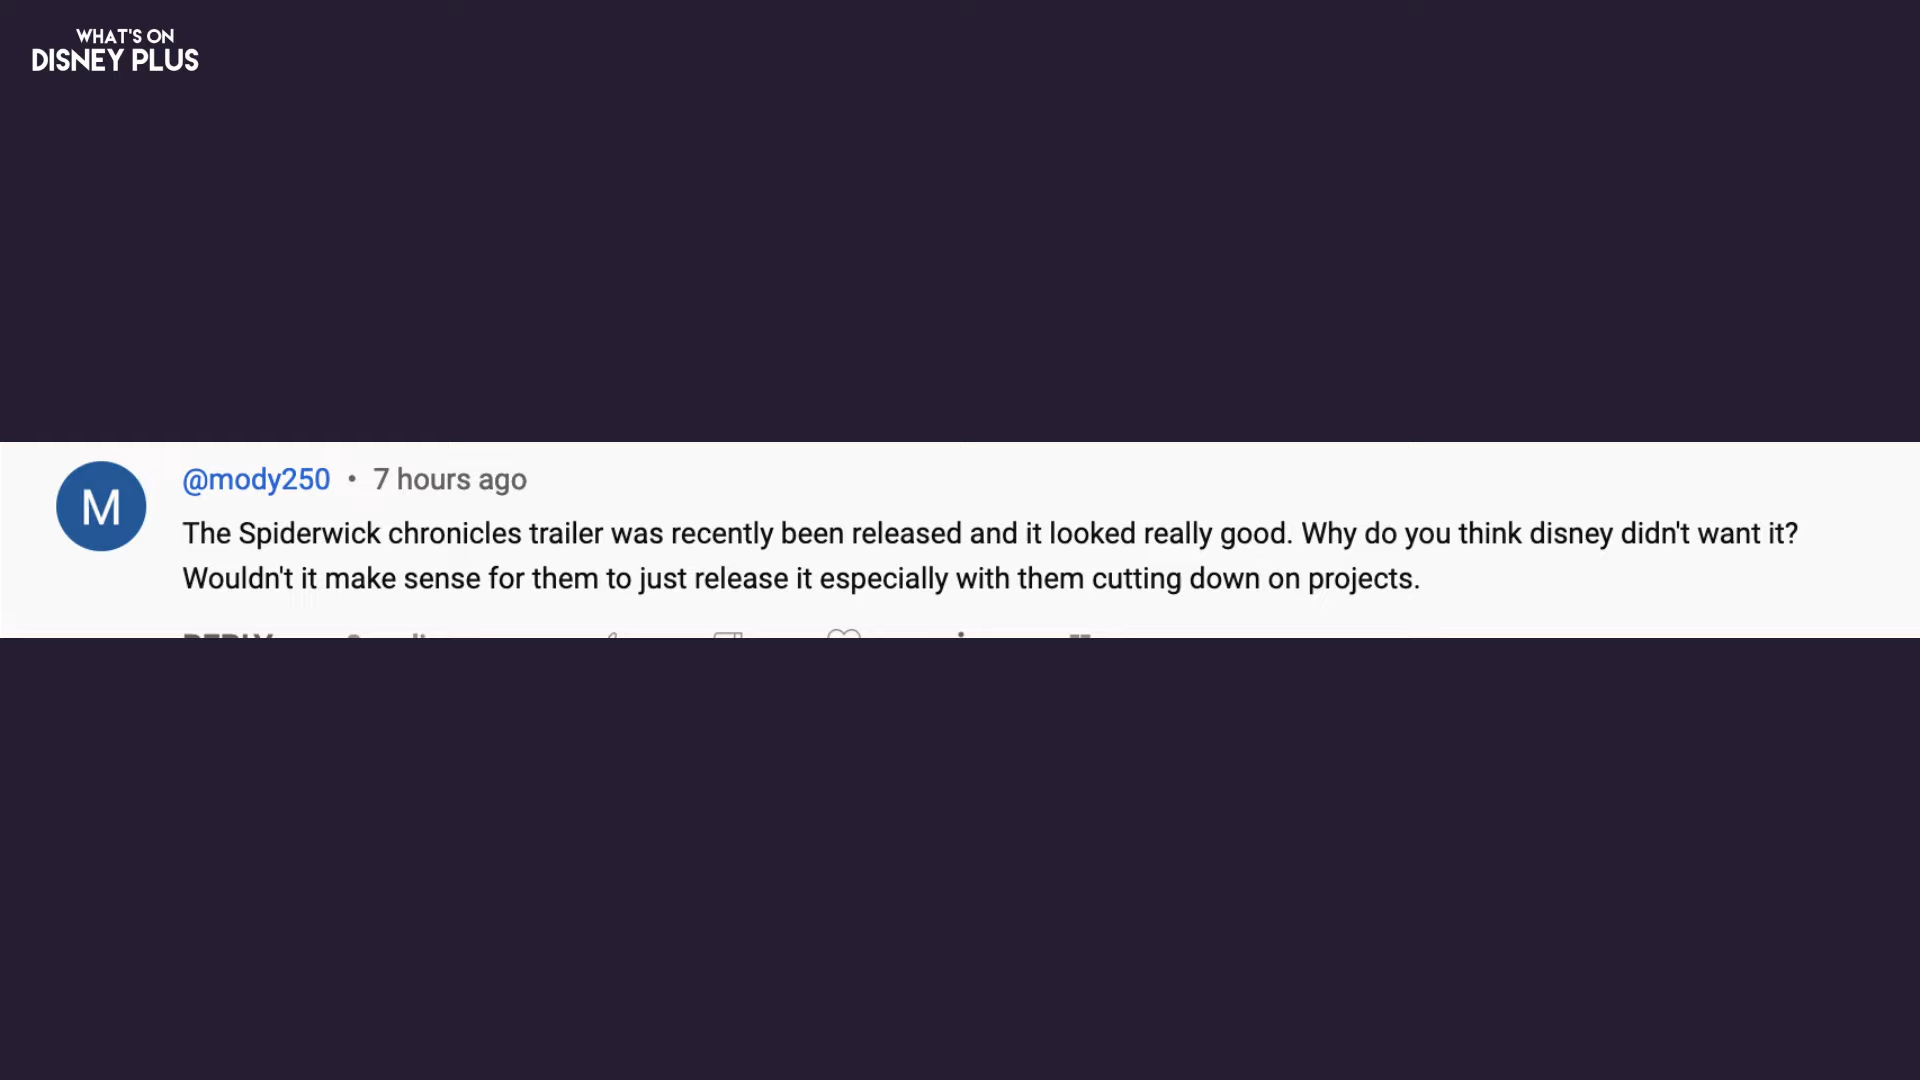 WHAT'S ON
DISNEY PLUS
M
@mody250 • 7 hours ago
The Spiderwick chronicles trailer was recently been released and it looked really good. Why do you think disney didn't want it?
Wouldn't it make sense for them to just release it especially with them cutting down on projects.
REPLY